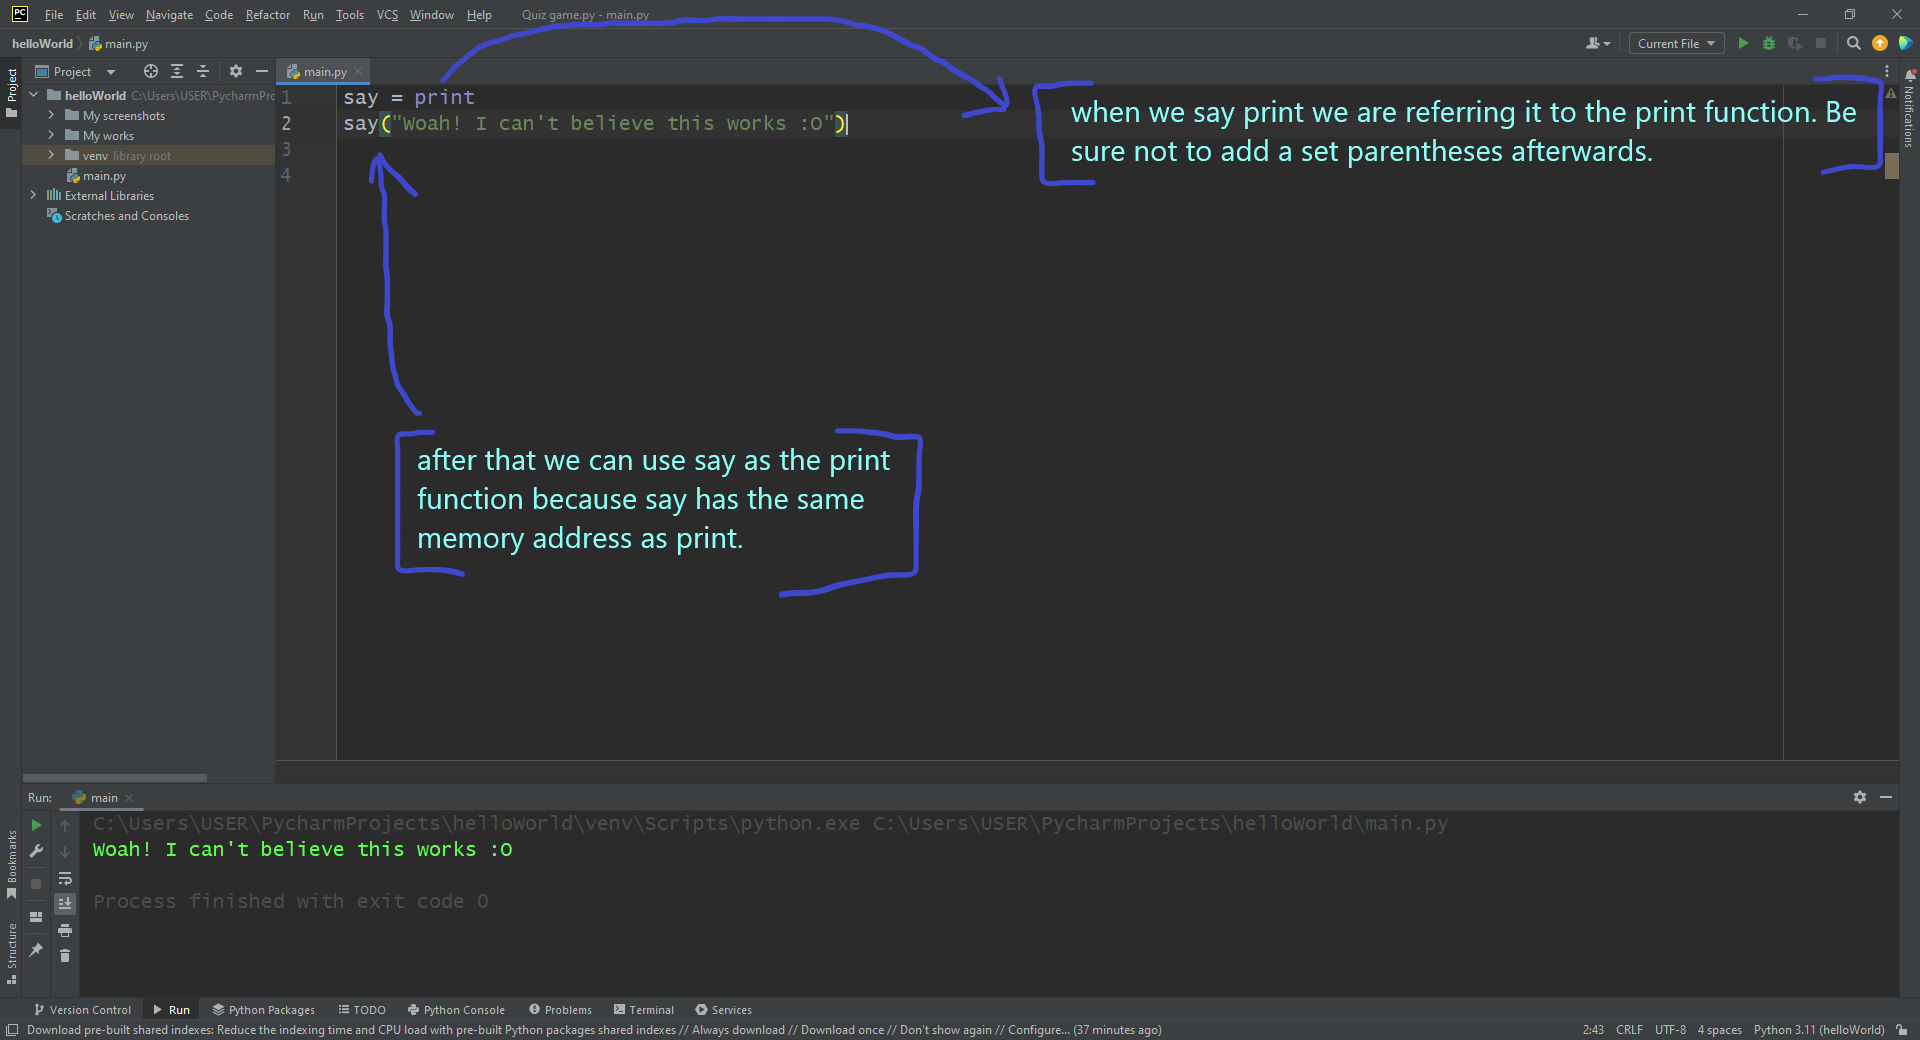 PC File Edit View Navigate Code Refactor Run Tools VCS Window Help Quiz game.py - main.py
helloWorld main.py Current File
Project main.py
Project
Notifications
helloWorld C:\Users\USER\PycharmPro
My screenshots
My works
venv library root
main.py
External Libraries
Scratches and Consoles
1 say = print
2 say("Woah! I can't believe this works :O")
3
4
when we say print we are referring it to the print function. Be
sure not to add a set parentheses afterwards.
after that we can use say as the print
function because say has the same
memory address as print.
Run: main
C:\Users\USER\PycharmProjects\helloWorld\venv\Scripts\python.exe C:\Users\USER\PycharmProjects\helloWorld\main.py
Woah! I can't believe this works :O
Process finished with exit code 0
Bookmarks
Structure
Version Control Run Python Packages TODO Python Console Problems Terminal Services
Download pre-built shared indexes: Reduce the indexing time and CPU load with pre-built Python packages shared indexes // Always download // Download once // Don't show again // Configure... (37 minutes ago) 2:43 CRLF UTF-8 4 spaces Python 3.11 (helloWorld)